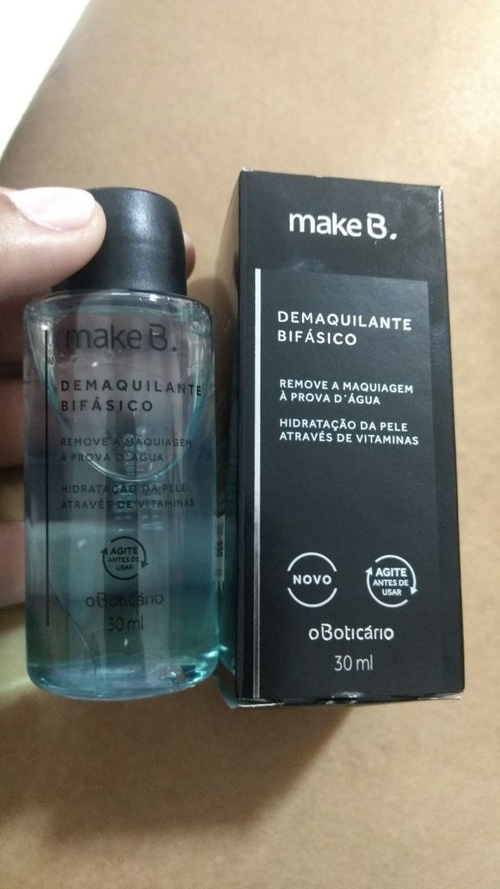 make B.
DEMAQUILANTE
BIFÁSICO
REMOVE A MAQUIAGEM
À PROVA D´ÁGUA
HIDRATAÇÃO DA PELE
ATRAVÉS DE VITAMINAS
AGITE
ANTES DE
USAR
oBoticário
30 ml
make B.
DEMAQUILANTE
BIFÁSICO
REMOVE A MAQUIAGEM
À PROVA D´ÁGUA
HIDRATAÇÃO DA PELE
ATRAVÉS DE VITAMINAS
NOVO
AGITE
ANTES DE
USAR
oBoticário
30 ml